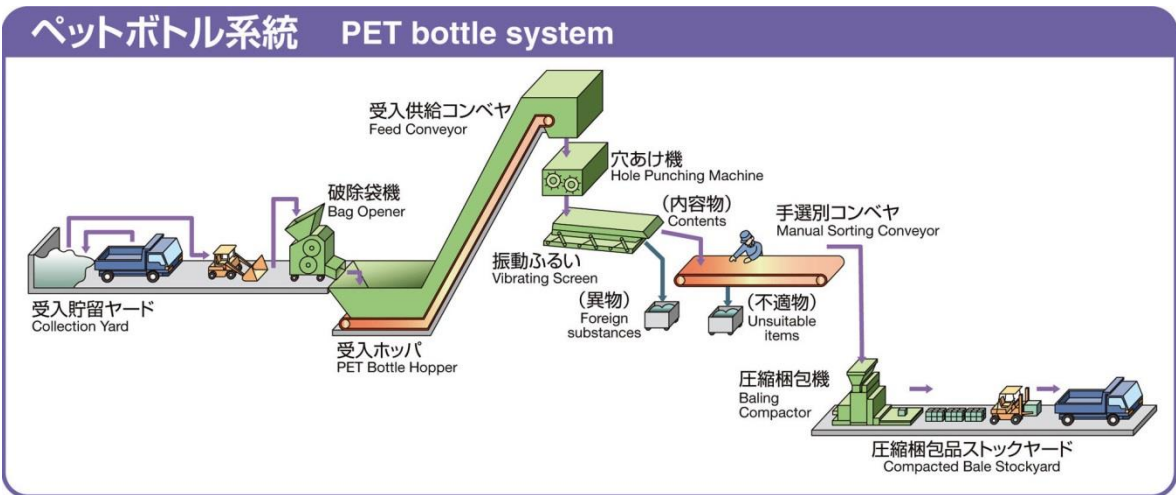 ペットボトル系統 PET bottle system
受入供給コンベヤ
Feed Conveyor
穴あけ機
Hole Punching Machine
破除袋機
Bag Opener
(内容物)
Contents
手選別コンベヤ
Manual Sorting Conveyor
振動ふるい
Vibrating Screen
受入貯留ヤード
Collection Yard
(異物)
Foreign
substances
(不適物)
Unsuitable
items
受入ホッパ
PET Bottle Hopper
圧縮梱包機
Baling
Compactor
圧縮梱包品ストックヤード
Compacted Bale Stockyard